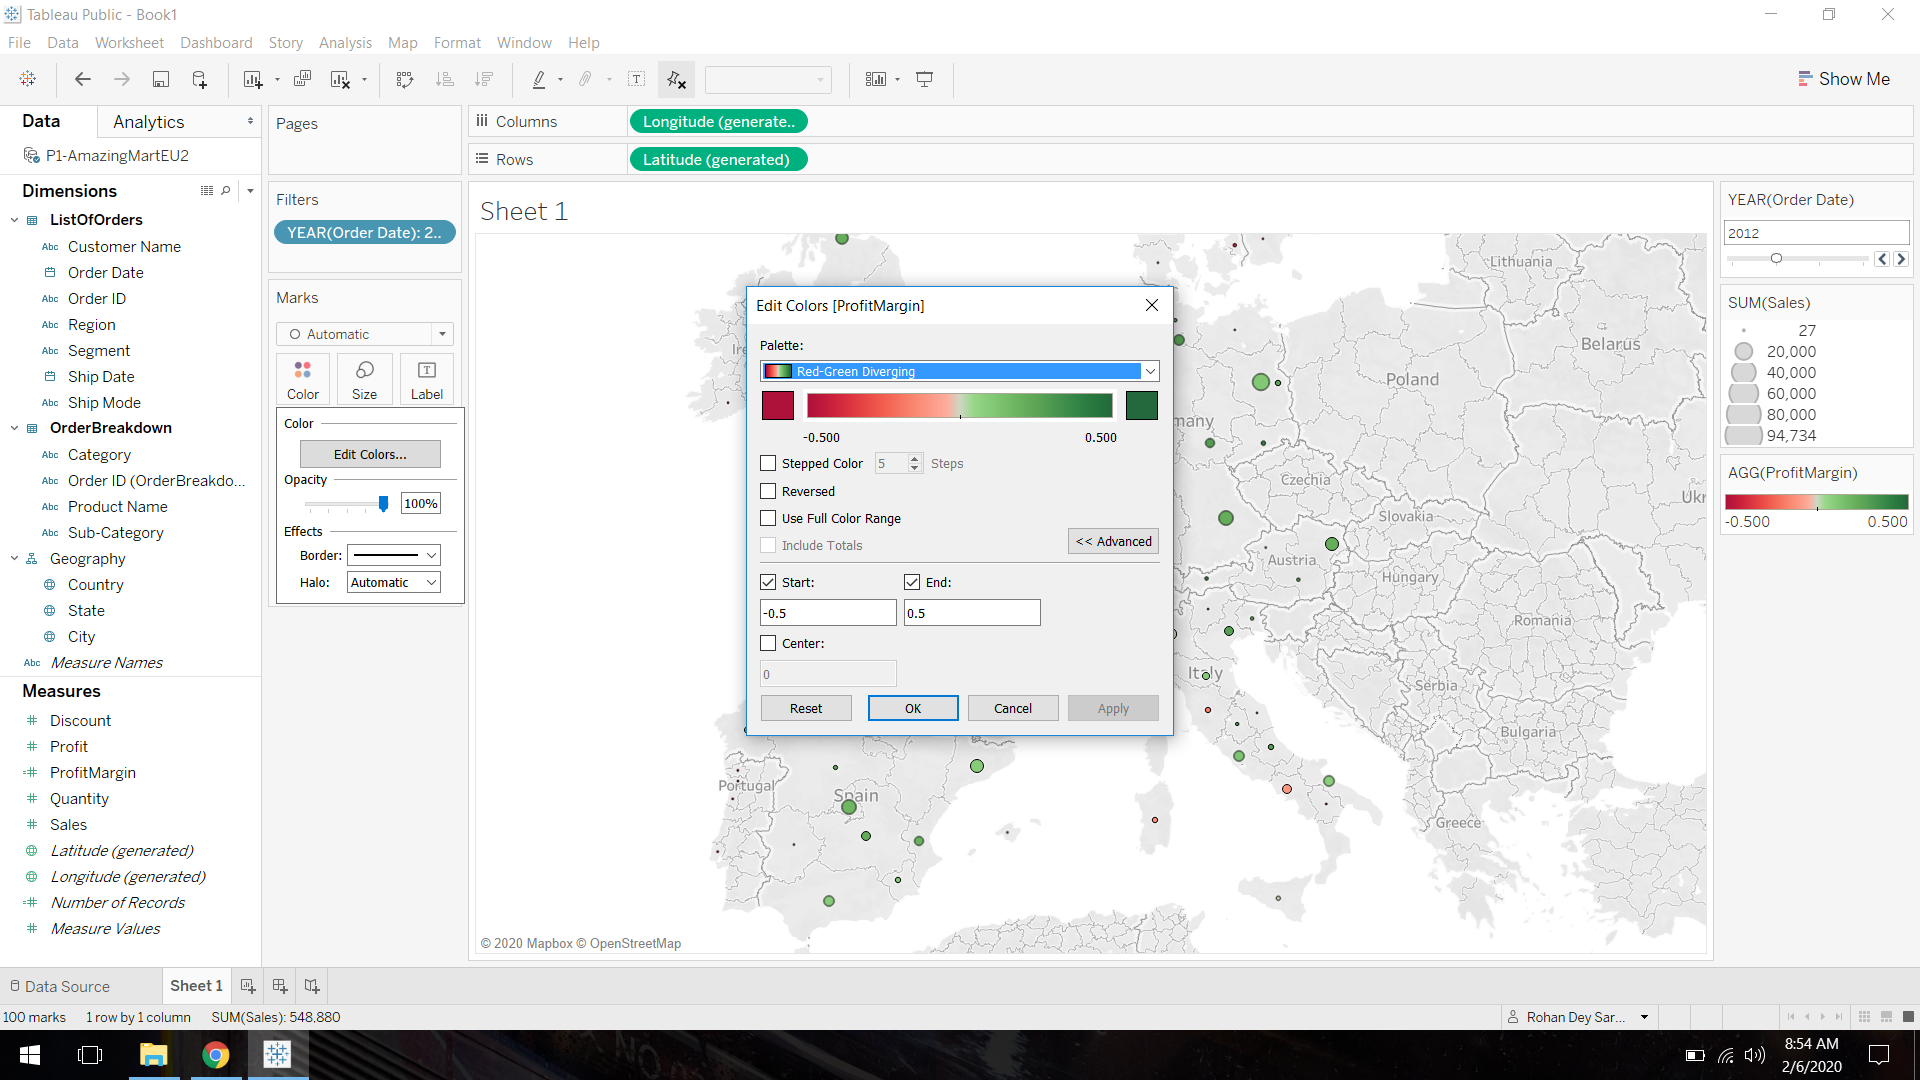 Tableau Public - Book1
File Data Worksheet Dashboard Story Analysis Map Format Window Help
Show Me
Data
Analytics
P1-AmazingMartEU2
Dimensions
ListOfOrders
Abc Customer Name
Order Date
Abc Order ID
Abc Region
Abc Segment
Ship Date
Abc Ship Mode
OrderBreakdown
Abc Category
Abc Order ID (OrderBreakdo...
Abc Product Name
Abc Sub-Category
Geography
Country
State
City
Abc Measure Names
Measures
Discount
Profit
ProfitMargin
Quantity
Sales
Latitude (generated)
Longitude (generated)
Number of Records
Measure Values
Pages
Filters
YEAR(Order Date): 2..
Marks
Automatic
Color
Size
Label
Color
Edit Colors...
Opacity
100%
Effects
Border:
Halo: Automatic
Columns
Longitude (generate..
Rows
Latitude (generated)
Sheet 1
Lithuania
Belarus
Poland
Czechia
Slovakia
Ukr
Austria
Hungary
Romania
Italy
Serbia
Bulgaria
Portugal
Spain
Greece
© 2020 Mapbox © OpenStreetMap
Edit Colors [ProfitMargin]
Palette:
Red-Green Diverging
-0.500
0.500
Stepped Color 5 Steps
Reversed
Use Full Color Range
Include Totals
<< Advanced
Start:
End:
-0.5
0.5
Center:
0
Reset
OK
Cancel
Apply
YEAR(Order Date)
2012
SUM(Sales)
27
20,000
40,000
60,000
80,000
94,734
AGG(ProfitMargin)
-0.500
0.500
Data Source
Sheet 1
100 marks 1 row by 1 column SUM(Sales): 548,880
Rohan Dey Sar...
8:54 AM
2/6/2020